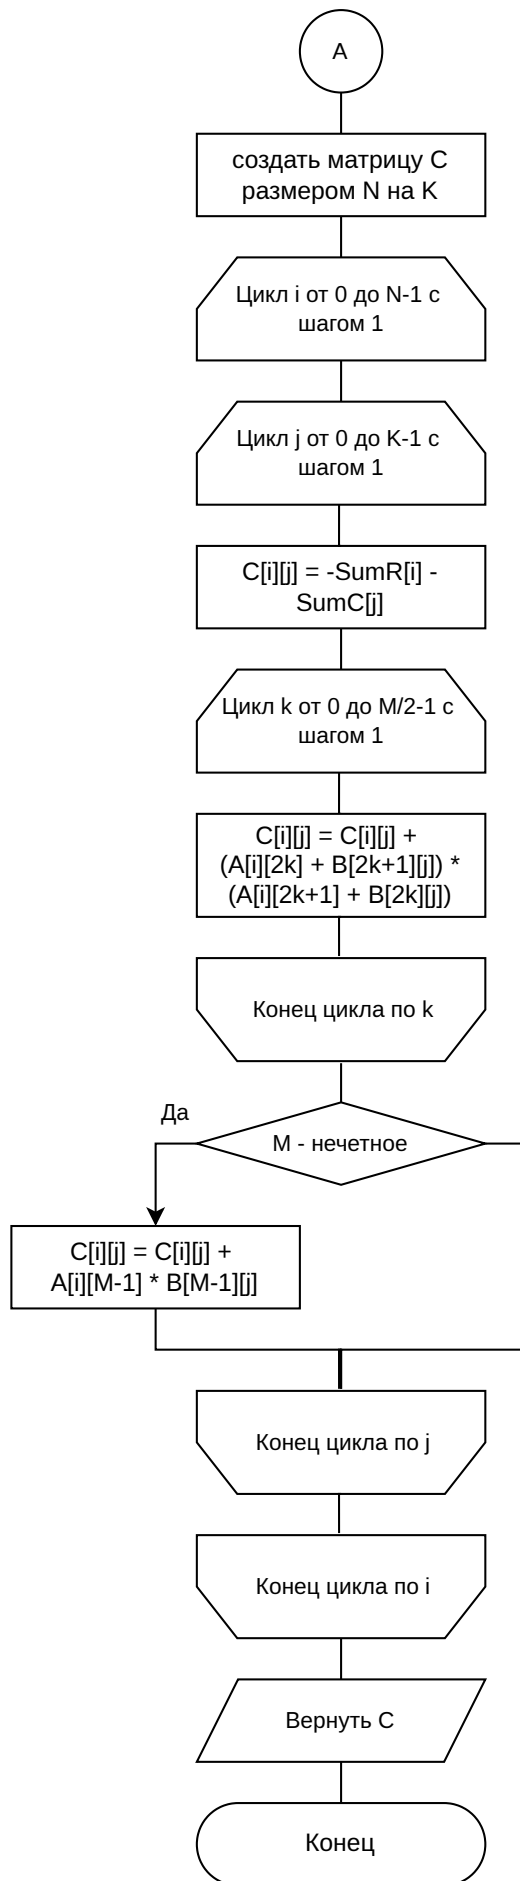 А
создать матрицу С
размером N на K
Цикл i от 0 до N-1 с
шагом 1
Цикл j от 0 до K-1 с
шагом 1
C[i][j] = -SumR[i] -
SumC[j]
Цикл k от 0 до M/2-1 с
шагом 1
C[i][j] = C[i][j] +
(A[i][2k] + B[2k+1][j]) *
(A[i][2k+1] + B[2k][j])
Конец цикла по k
Да
М - нечетное
C[i][j] = C[i][j] +
A[i][M-1] * B[M-1][j]
Конец цикла по j
Конец цикла по i
Вернуть С
Конец